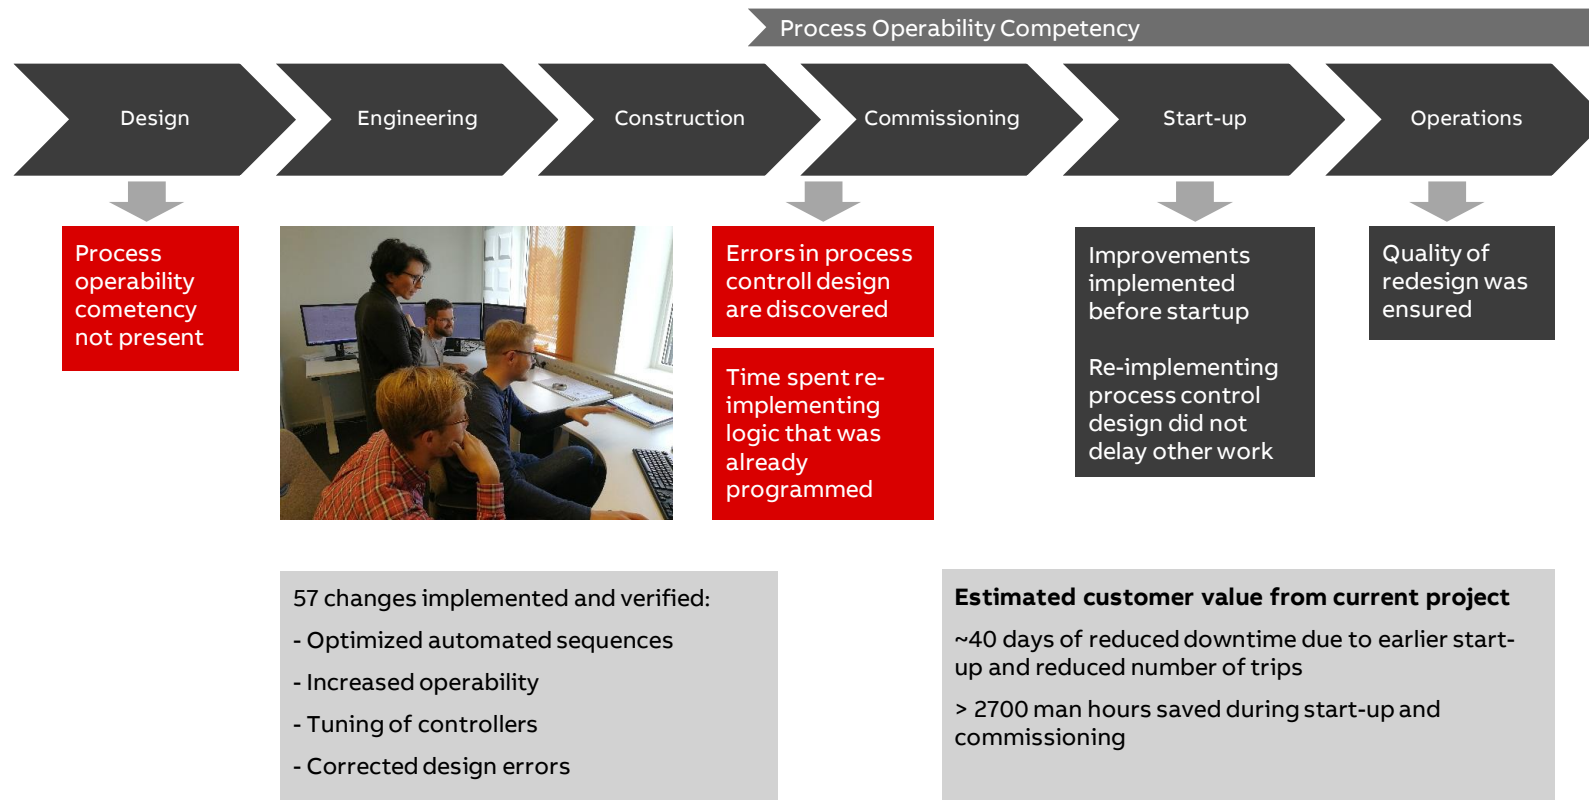 Process Operability Competency
Design
Engineering
Construction
Commissioning
Start-up
Operations
Process
operability
cometency
not present
Errors in process
controll design
are discovered
Time spent re-
implementing
logic that was
already
programmed
Improvements
implemented
before startup
Re-implementing
process control
design did not
delay other work
Quality of
redesign was
ensured
57 changes implemented and verified:
- Optimized automated sequences
- Increased operability
- Tuning of controllers
- Corrected design errors
Estimated customer value from current project
~40 days of reduced downtime due to earlier start-
up and reduced number of trips
> 2700 man hours saved during start-up and
commissioning